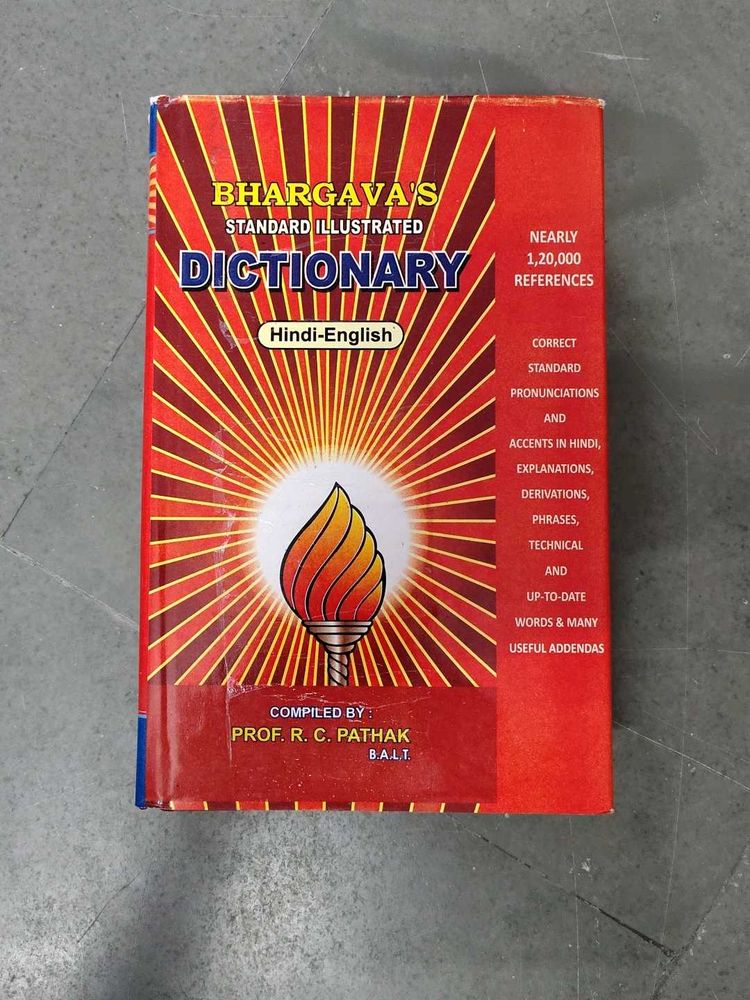 BHARGAVA'S
STANDARD ILLUSTRATED
DICTIONARY
Hindi-English
COMPILED BY :
PROF. R. C. PATHAK
B.A.L.T.
NEARLY
1,20,000
REFERENCES
CORRECT
STANDARD
PRONUNCIATIONS
AND
ACCENTS IN HINDI,
EXPLANATIONS,
DERIVATIONS,
PHRASES,
TECHNICAL
AND
UP-TO-DATE
WORDS & MANY
USEFUL ADDENDAS